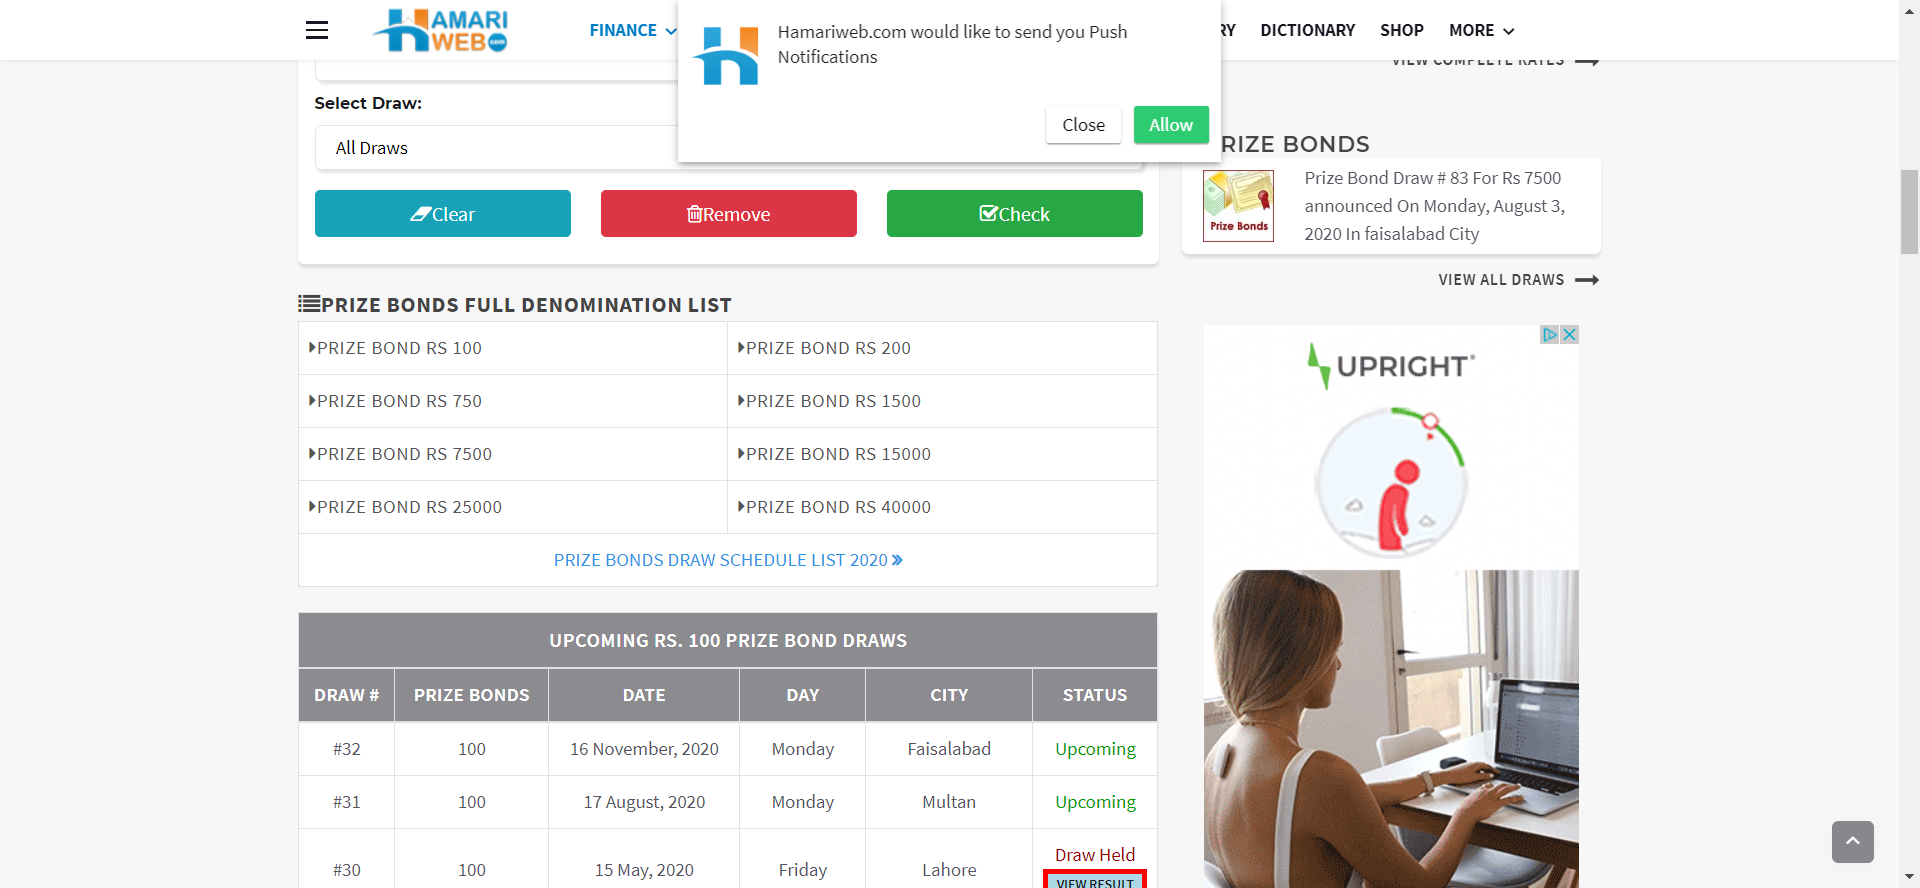 HAMARI
WEB.com
FINANCE
RY
DICTIONARY
SHOP
MORE
Hamariweb.com would like to send you Push
Notifications
Close
Allow
VIEW COMPLETE RATES
Select Draw:
All Draws
Clear
Remove
Check
RIZE BONDS
Prize Bonds
Prize Bond Draw # 83 For Rs 7500
announced On Monday, August 3,
2020 In faisalabad City
VIEW ALL DRAWS
PRIZE BONDS FULL DENOMINATION LIST
PRIZE BOND RS 100
PRIZE BOND RS 200
PRIZE BOND RS 750
PRIZE BOND RS 1500
PRIZE BOND RS 7500
PRIZE BOND RS 15000
PRIZE BOND RS 25000
PRIZE BOND RS 40000
PRIZE BONDS DRAW SCHEDULE LIST 2020 »
UPRIGHT®
UPCOMING RS. 100 PRIZE BOND DRAWS
DRAW # PRIZE BONDS DATE DAY CITY STATUS
#32 100 16 November, 2020 Monday Faisalabad Upcoming
#31 100 17 August, 2020 Monday Multan Upcoming
#30 100 15 May, 2020 Friday Lahore Draw Held
VIEW RESULT